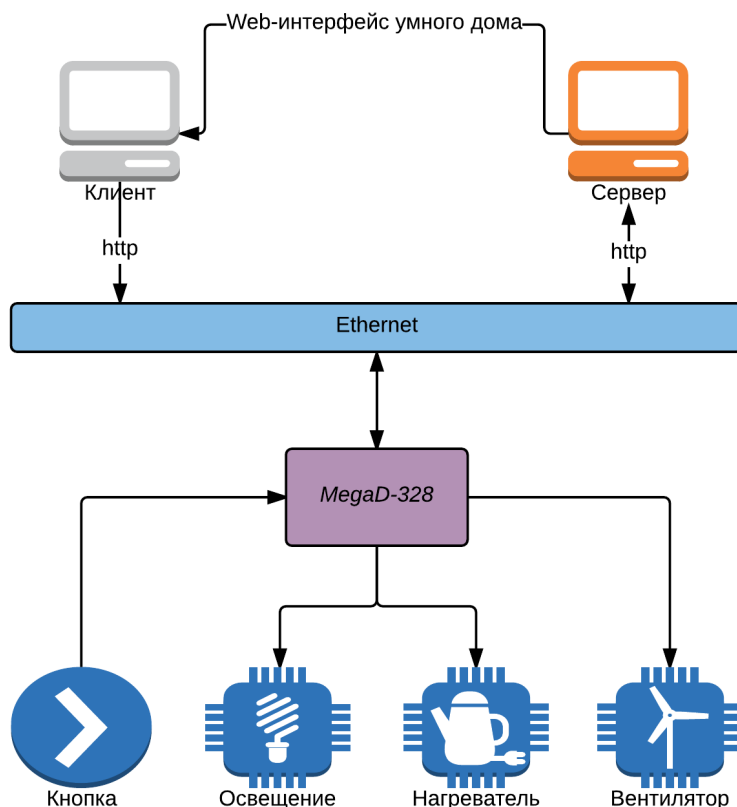 Web-интерфейс умного дома
Клиент
Сервер
http
http
Ethernet
MegaD-328
Кнопка
Освещение
Нагреватель
Вентилятор